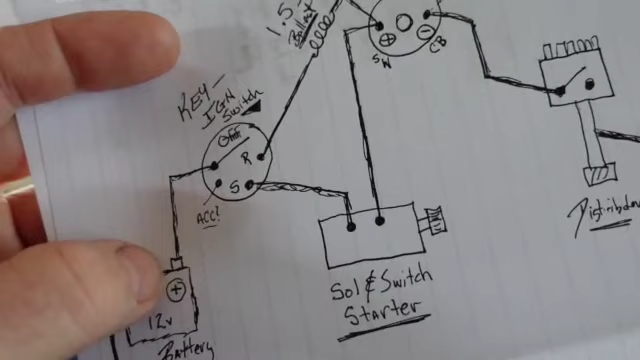 1.5
Ballast
⊕
⊖
SW
CB
KEY-
IGN
Switch
OFF
R
S
ACC!
⊕
12v
Battery
Sol & Switch
Starter
Distributor